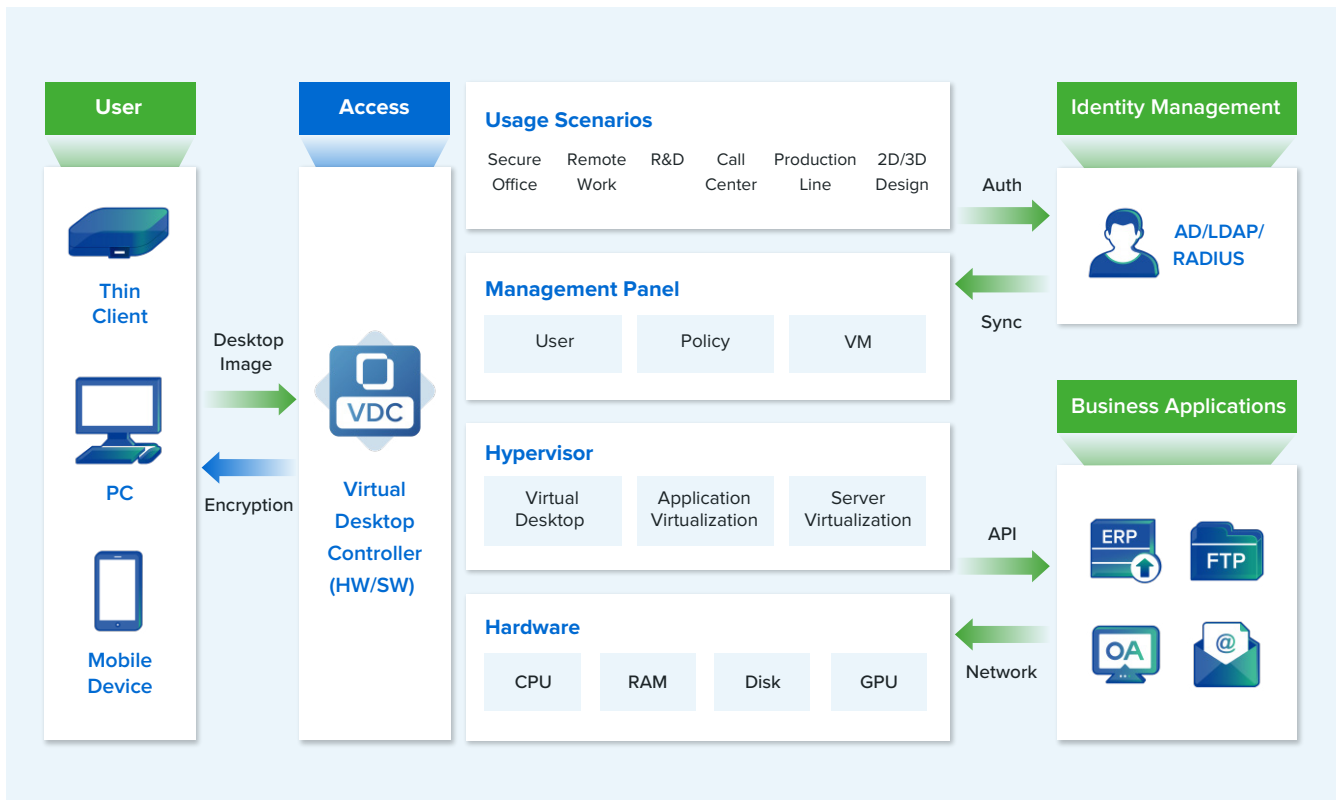 User
Thin
Client
PC
Mobile
Device
Desktop
Image
Encryption
Access
VDC
Virtual
Desktop
Controller
(HW/SW)
Usage Scenarios
Secure
Office
Remote
Work
R&D
Call
Center
Production
Line
2D/3D
Design
Management Panel
User
Policy
VM
Hypervisor
Virtual
Desktop
Application
Virtualization
Server
Virtualization
Hardware
CPU
RAM
Disk
GPU
Auth
Sync
API
Network
Identity Management
AD/LDAP/
RADIUS
Business Applications
ERP
FTP
OA
@